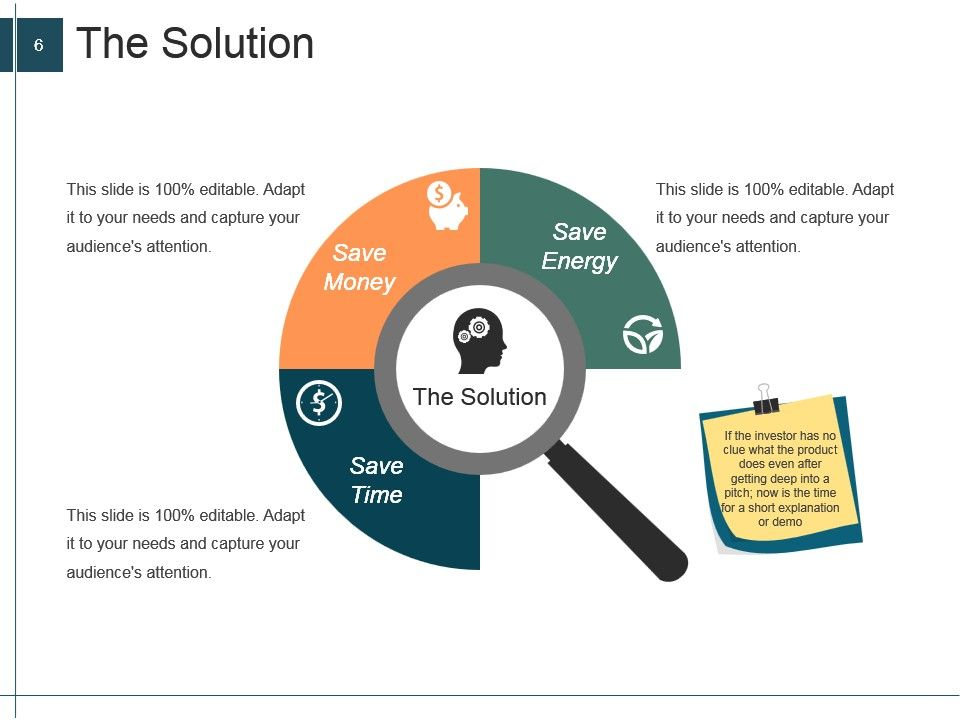 6
The Solution
This slide is 100% editable. Adapt
it to your needs and capture your
audience's attention.
Save
Money
Save
Energy
This slide is 100% editable. Adapt
it to your needs and capture your
audience's attention.
The Solution
Save
Time
This slide is 100% editable. Adapt
it to your needs and capture your
audience's attention.
If the investor has no
clue what the product
does even after
getting deep into a
pitch; now is the time
for a short explanation
or demo